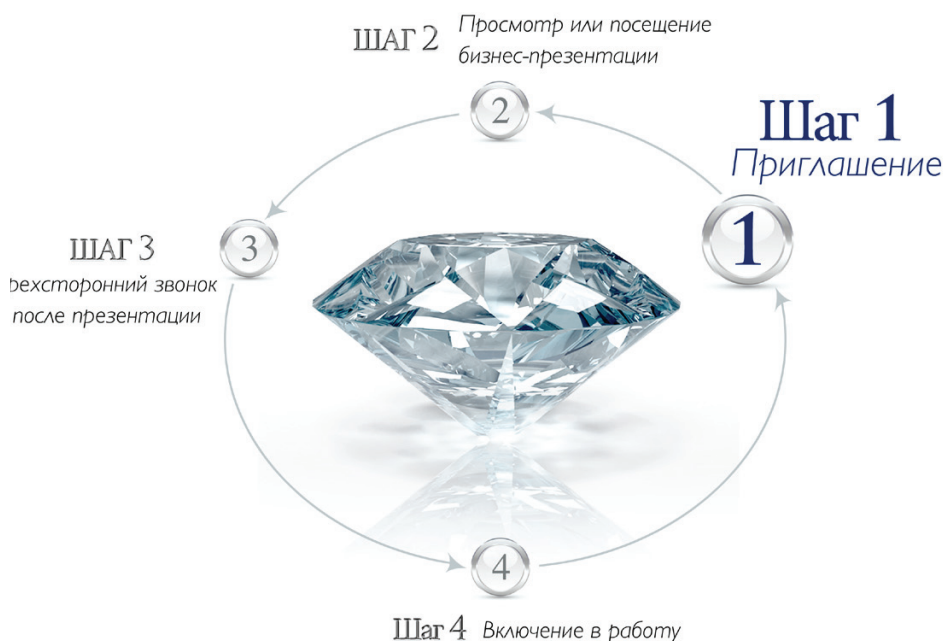 Шаг 1
Приглашение
1
ШАГ 2 Просмотр или посещение
бизнес-презентации
2
ШАГ 3
рехсторонний звонок
после презентации
3
4
Шаг 4 Включение в работу